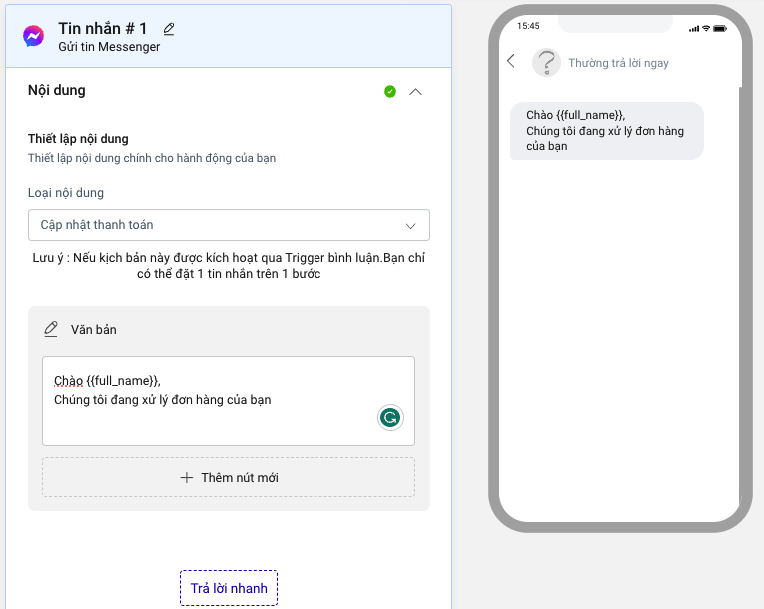 Tin nhắn # 1
Gửi tin Messenger
Nội dung
Thiết lập nội dung
Thiết lập nội dung chính cho hành động của bạn
Loại nội dung
Cập nhật thanh toán
Lưu ý : Nếu kịch bản này được kích hoạt qua Trigger bình luận.Bạn chỉ
có thể đặt 1 tin nhắn trên 1 bước
Văn bản
Chào {{full_name}},
Chúng tôi đang xử lý đơn hàng của bạn
Thêm nút mới
Trả lời nhanh
15:45
Thường trả lời ngay
Chào {{full_name}},
Chúng tôi đang xử lý đơn hàng
của bạn